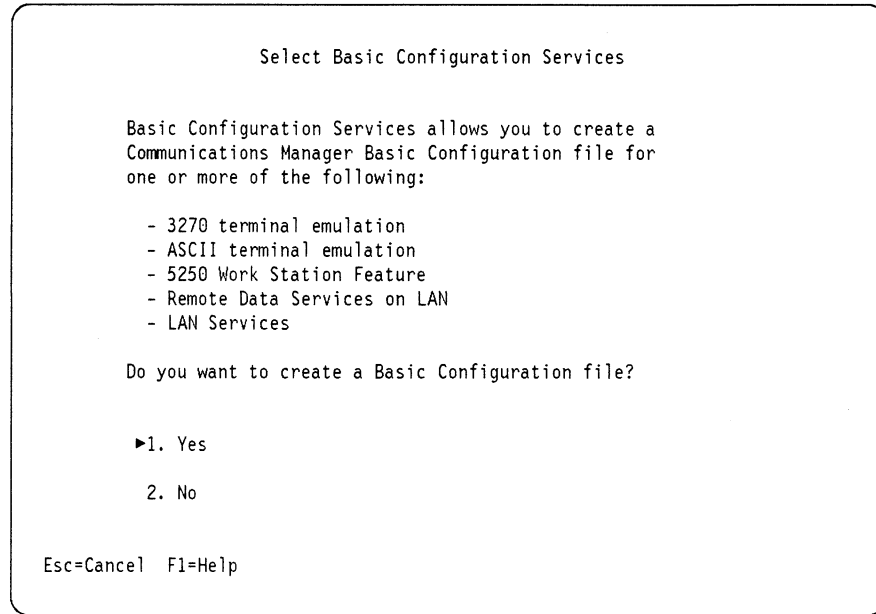 Select Basic Configuration Services
Basic Configuration Services allows you to create a
Communications Manager Basic Configuration file for
one or more of the following:
- 3270 terminal emulation
- ASCII terminal emulation
- 5250 Work Station Feature
- Remote Data Services on LAN
- LAN Services
Do you want to create a Basic Configuration file?
►1. Yes
2. No
Esc=Cancel F1=Help